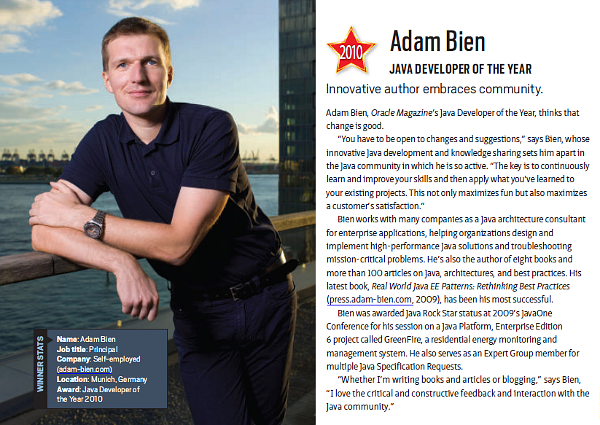 2010
Adam Bien
JAVA DEVELOPER OF THE YEAR
Innovative author embraces community.
Adam Bien, Oracle Magazine's Java Developer of the Year, thinks that
change is good.
"You have to be open to changes and suggestions," says Bien, whose
innovative Java development and knowledge sharing sets him apart in
the Java community in which he is so active. "The key is to continuously
learn and improve your skills and then apply what you've learned to
your existing projects. This not only maximizes fun but also maximizes
a customer's satisfaction."
Bien works with many companies as a Java architecture consultant
for enterprise applications, helping organizations design and
implement high-performance Java solutions and troubleshooting
mission-critical problems. He's also the author of eight books and
more than 100 articles on Java, architectures, and best practices. His
latest book, Real World Java EE Patterns: Rethinking Best Practices
(press.adam-bien.com, 2009), has been his most successful.
Bien was awarded Java Rock Star status at 2009's JavaOne
Conference for his session on a Java Platform, Enterprise Edition
6 project called GreenFire, a residential energy monitoring and
management system. He also serves as an Expert Group member for
multiple Java Specification Requests.
"Whether I'm writing books and articles or blogging," says Bien,
"I love the critical and constructive feedback and interaction with the
Java community."
WINNER STATS
Name: Adam Bien
Job title: Principal
Company: Self-employed
(adam-bien.com)
Location: Munich, Germany
Award: Java Developer of
the Year 2010